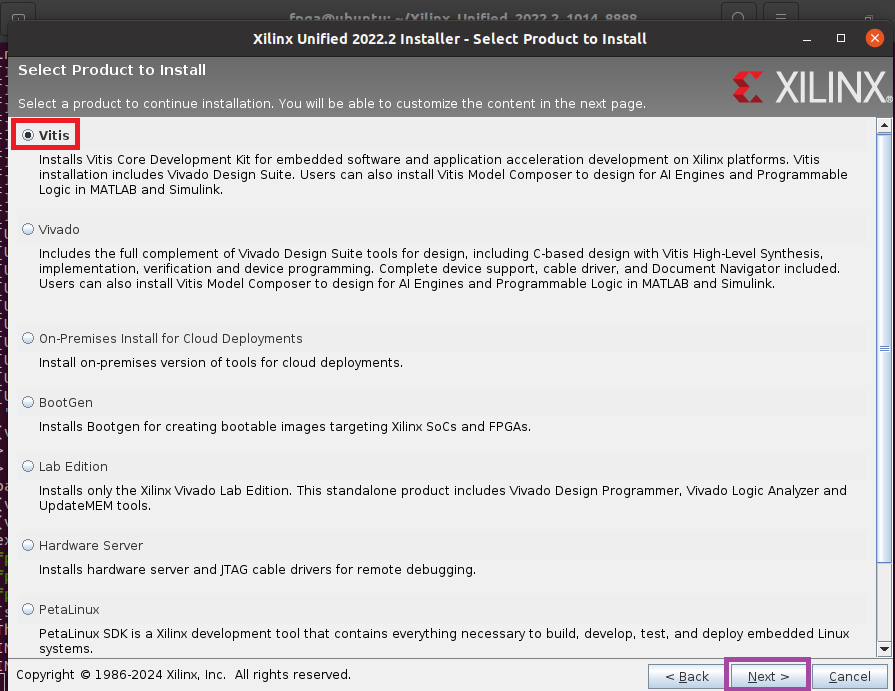 fpga@ubuntu: ~/Xilinx_Unified_2022.2_1014_8888
Xilinx Unified 2022.2 Installer - Select Product to Install
Select Product to Install
Select a product to continue installation. You will be able to customize the content in the next page.
XILINX®
Vitis
Installs Vitis Core Development Kit for embedded software and application acceleration development on Xilinx platforms. Vitis
installation includes Vivado Design Suite. Users can also install Vitis Model Composer to design for AI Engines and Programmable
Logic in MATLAB and Simulink.
Vivado
Includes the full complement of Vivado Design Suite tools for design, including C-based design with Vitis High-Level Synthesis,
implementation, verification and device programming. Complete device support, cable driver, and Document Navigator included.
Users can also install Vitis Model Composer to design for AI Engines and Programmable Logic in MATLAB and Simulink.
On-Premises Install for Cloud Deployments
Install on-premises version of tools for cloud deployments.
BootGen
Installs Bootgen for creating bootable images targeting Xilinx SoCs and FPGAs.
Lab Edition
Installs only the Xilinx Vivado Lab Edition. This standalone product includes Vivado Design Programmer, Vivado Logic Analyzer and
UpdateMEM tools.
Hardware Server
Installs hardware server and JTAG cable drivers for remote debugging.
PetaLinux
PetaLinux SDK is a Xilinx development tool that contains everything necessary to build, develop, test, and deploy embedded Linux
systems.
Copyright © 1986-2024 Xilinx, Inc. All rights reserved.
< Back
Next >
Cancel